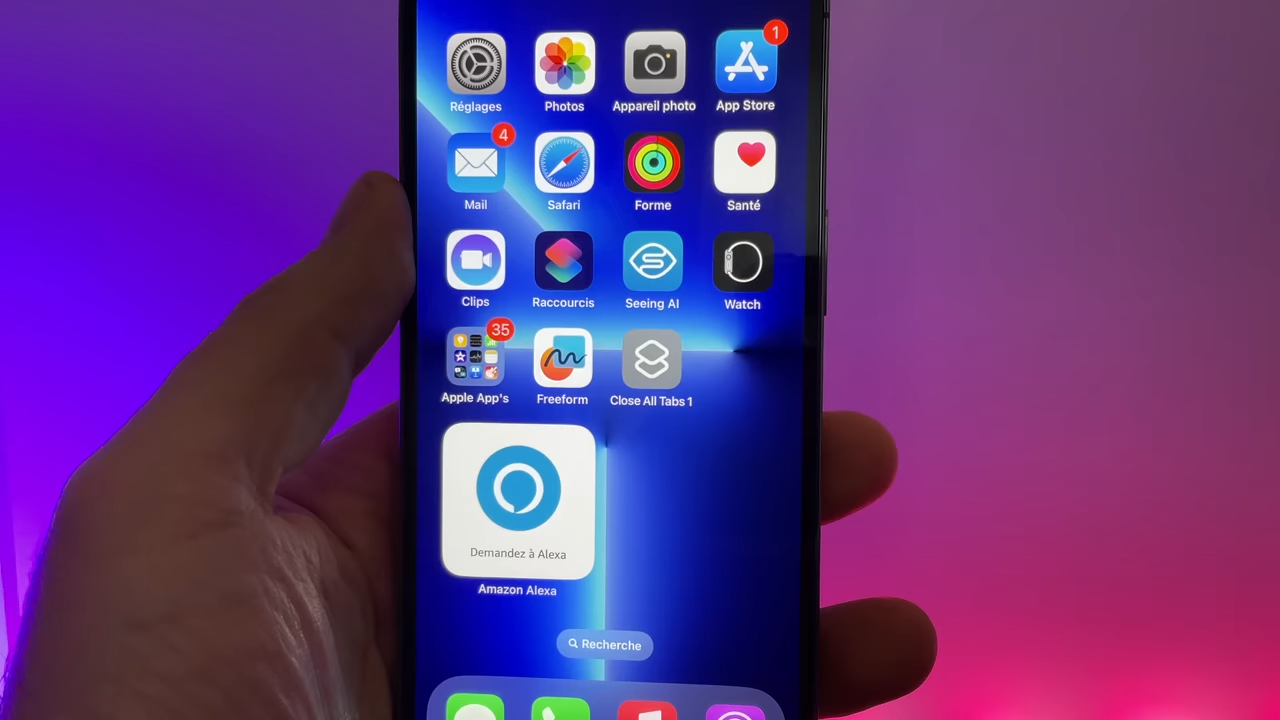 1
Réglages
Photos
Appareil photo
App Store
4
Mail
Safari
Forme
Santé
Clips
Raccourcis
Seeing AI
Watch
35
Apple App's
Freeform
Close All Tabs 1
Demandez à Alexa
Amazon Alexa
Recherche